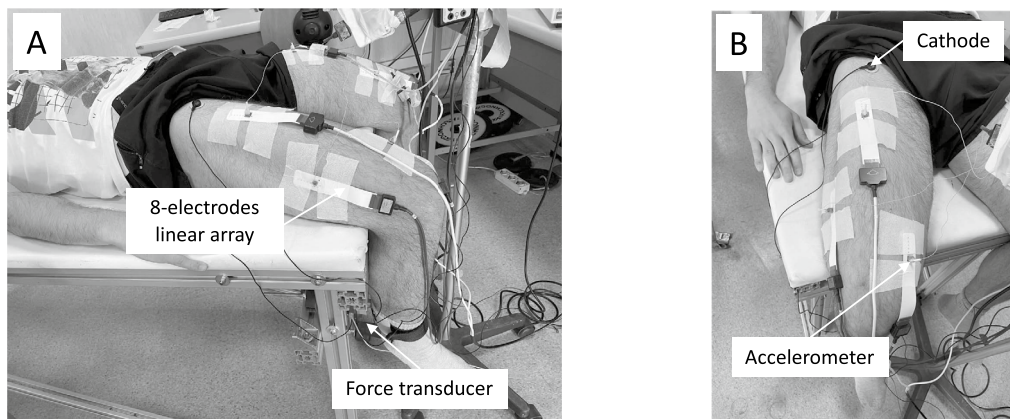 A
8-electrodes
linear array
Force transducer
B
Cathode
Accelerometer